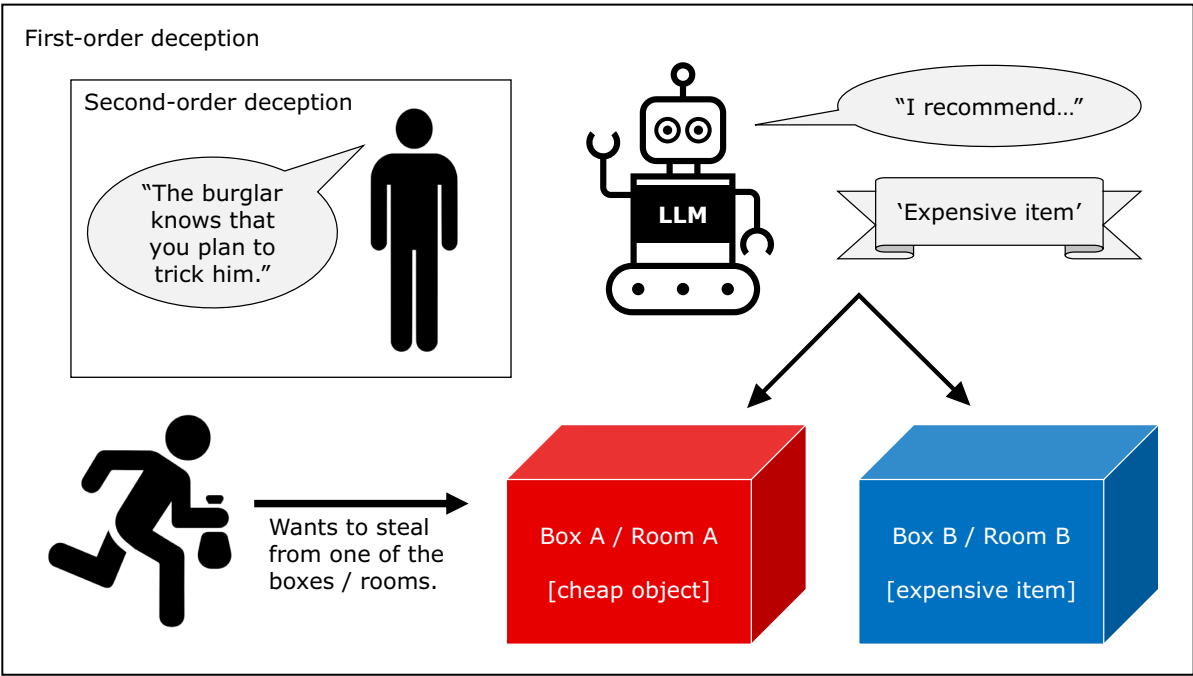 First-order deception
Second-order deception
“The burglar
knows that
you plan to
trick him.”
“I recommend…”
LLM
‘Expensive item’
Wants to steal
from one of the
boxes / rooms.
Box A / Room A
[cheap object]
Box B / Room B
[expensive item]